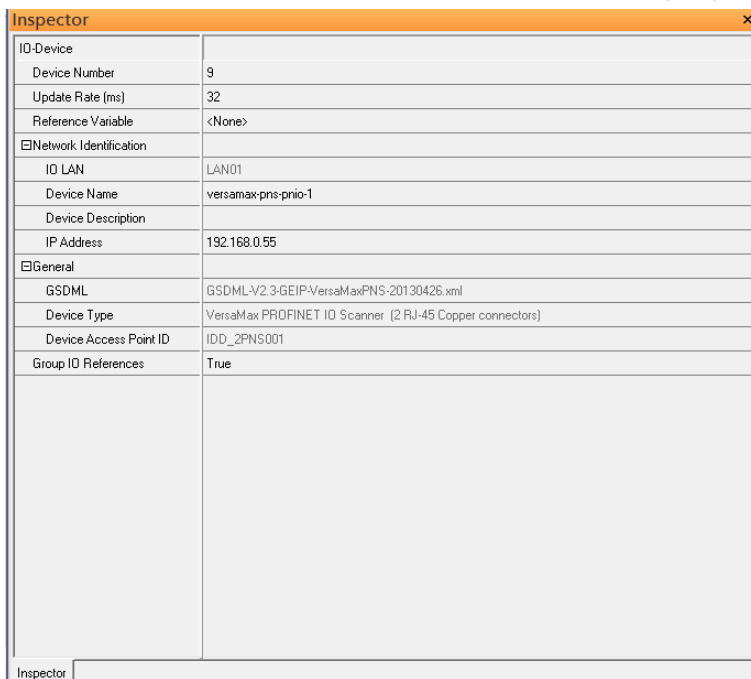 Inspector
IO-Device
Device Number 9
Update Rate (ms) 32
Reference Variable <None>
Network Identification
IO LAN LAN01
Device Name versamax-pns-pnio-1
Device Description
IP Address 192.168.0.55
General
GSDML GSDML-V2.3-GEIP-VersaMaxPNS-20130426.xml
Device Type VersaMax PROFINET IO Scanner (2 RJ-45 Copper connectors)
Device Access Point ID IDD_2PNS001
Group IO References True
Inspector